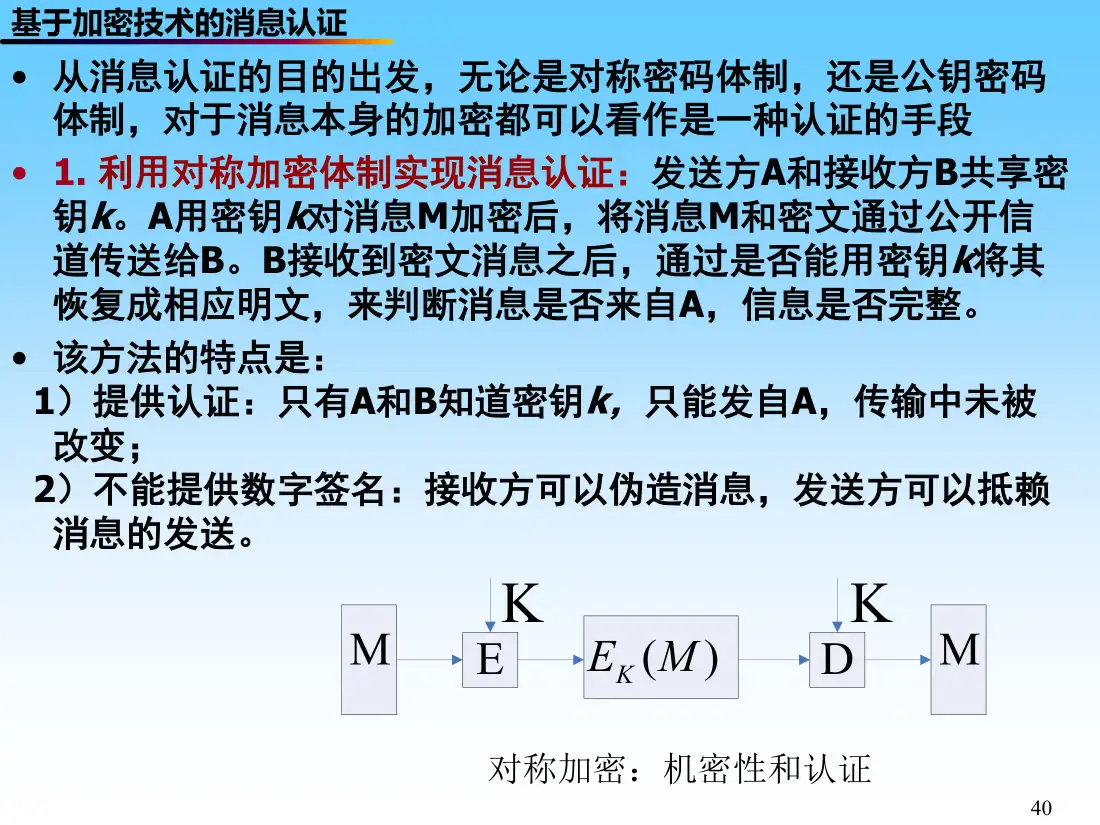 基于加密技术的消息认证
• 从消息认证的目的出发，无论是对称密码体制，还是公钥密码
体制，对于消息本身的加密都可以看作是一种认证的手段
• 1. 利用对称加密体制实现消息认证：发送方A和接收方B共享密
钥k。A用密钥k对消息M加密后，将消息M和密文通过公开信
道传送给B。B接收到密文消息之后，通过是否能用密钥k将其
恢复成相应明文，来判断消息是否来自A，信息是否完整。
• 该方法的特点是：
1）提供认证：只有A和B知道密钥k，只能发自A，传输中未被
改变；
2）不能提供数字签名：接收方可以伪造消息，发送方可以抵赖
消息的发送。
K K
M E E_K(M) D M
对称加密：机密性和认证
40